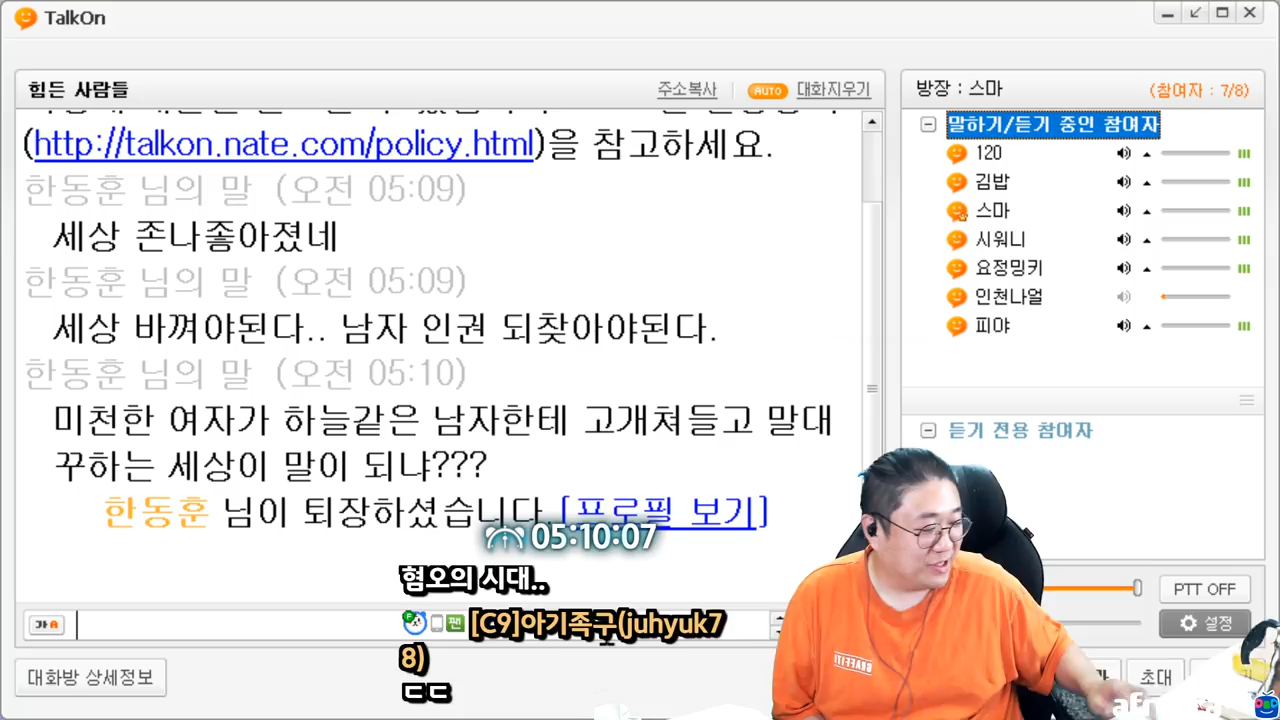 TalkOn
힘든 사람들
주소복사
AUTO
대화지우기
(http://talkon.nate.com/policy.html)을 참고하세요.
한동훈 님의 말 (오전 05:09)
세상 존나좋아졌네
한동훈 님의 말 (오전 05:09)
세상 바껴야된다.. 남자 인권 되찾아야된다.
한동훈 님의 말 (오전 05:10)
미천한 여자가 하늘같은 남자한테 고개쳐들고 말대
꾸하는 세상이 말이 되냐???
한동훈 님이 퇴장하셨습니다 [프로필 보기]
05:10:07
혐오의 시대..
팬 [C9]아기족구(juhyuk7
8)
ㄷㄷ
가
대화방 상세정보
방장 : 스마
(참여자 : 7/8)
말하기/듣기 중인 참여자
120
김밥
스마
시워니
요정밍키
인천나얼
피야
듣기 전용 참여자
PTT OFF
설정
초대
GRAFFITI